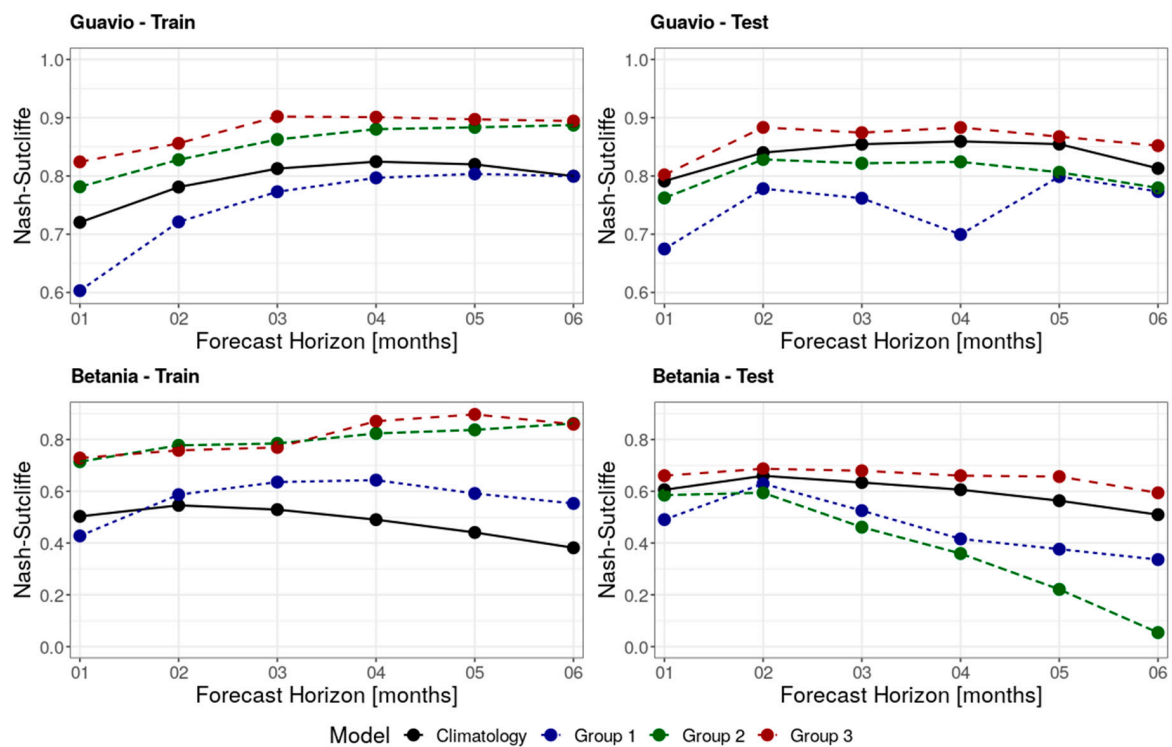 Guavio - Train
Nash-Sutcliffe
1.0
0.9
0.8
0.7
0.6
01 02 03 04 05 06
Forecast Horizon [months]
Guavio - Test
Nash-Sutcliffe
1.0
0.9
0.8
0.7
0.6
01 02 03 04 05 06
Forecast Horizon [months]
Betania - Train
Nash-Sutcliffe
0.8
0.6
0.4
0.2
0.0
01 02 03 04 05 06
Forecast Horizon [months]
Betania - Test
Nash-Sutcliffe
0.8
0.6
0.4
0.2
0.0
01 02 03 04 05 06
Forecast Horizon [months]
Model Climatology Group 1 Group 2 Group 3